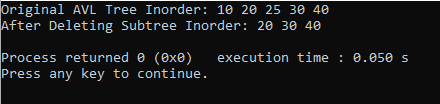 Original AVL Tree Inorder: 10 20 25 30 40
After Deleting Subtree Inorder: 20 30 40
Process returned 0 (0x0)   execution time : 0.050 s
Press any key to continue.